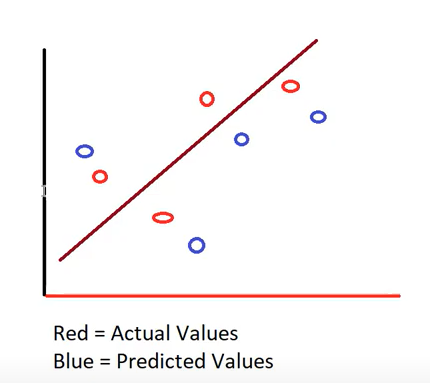 Red = Actual Values
Blue = Predicted Values